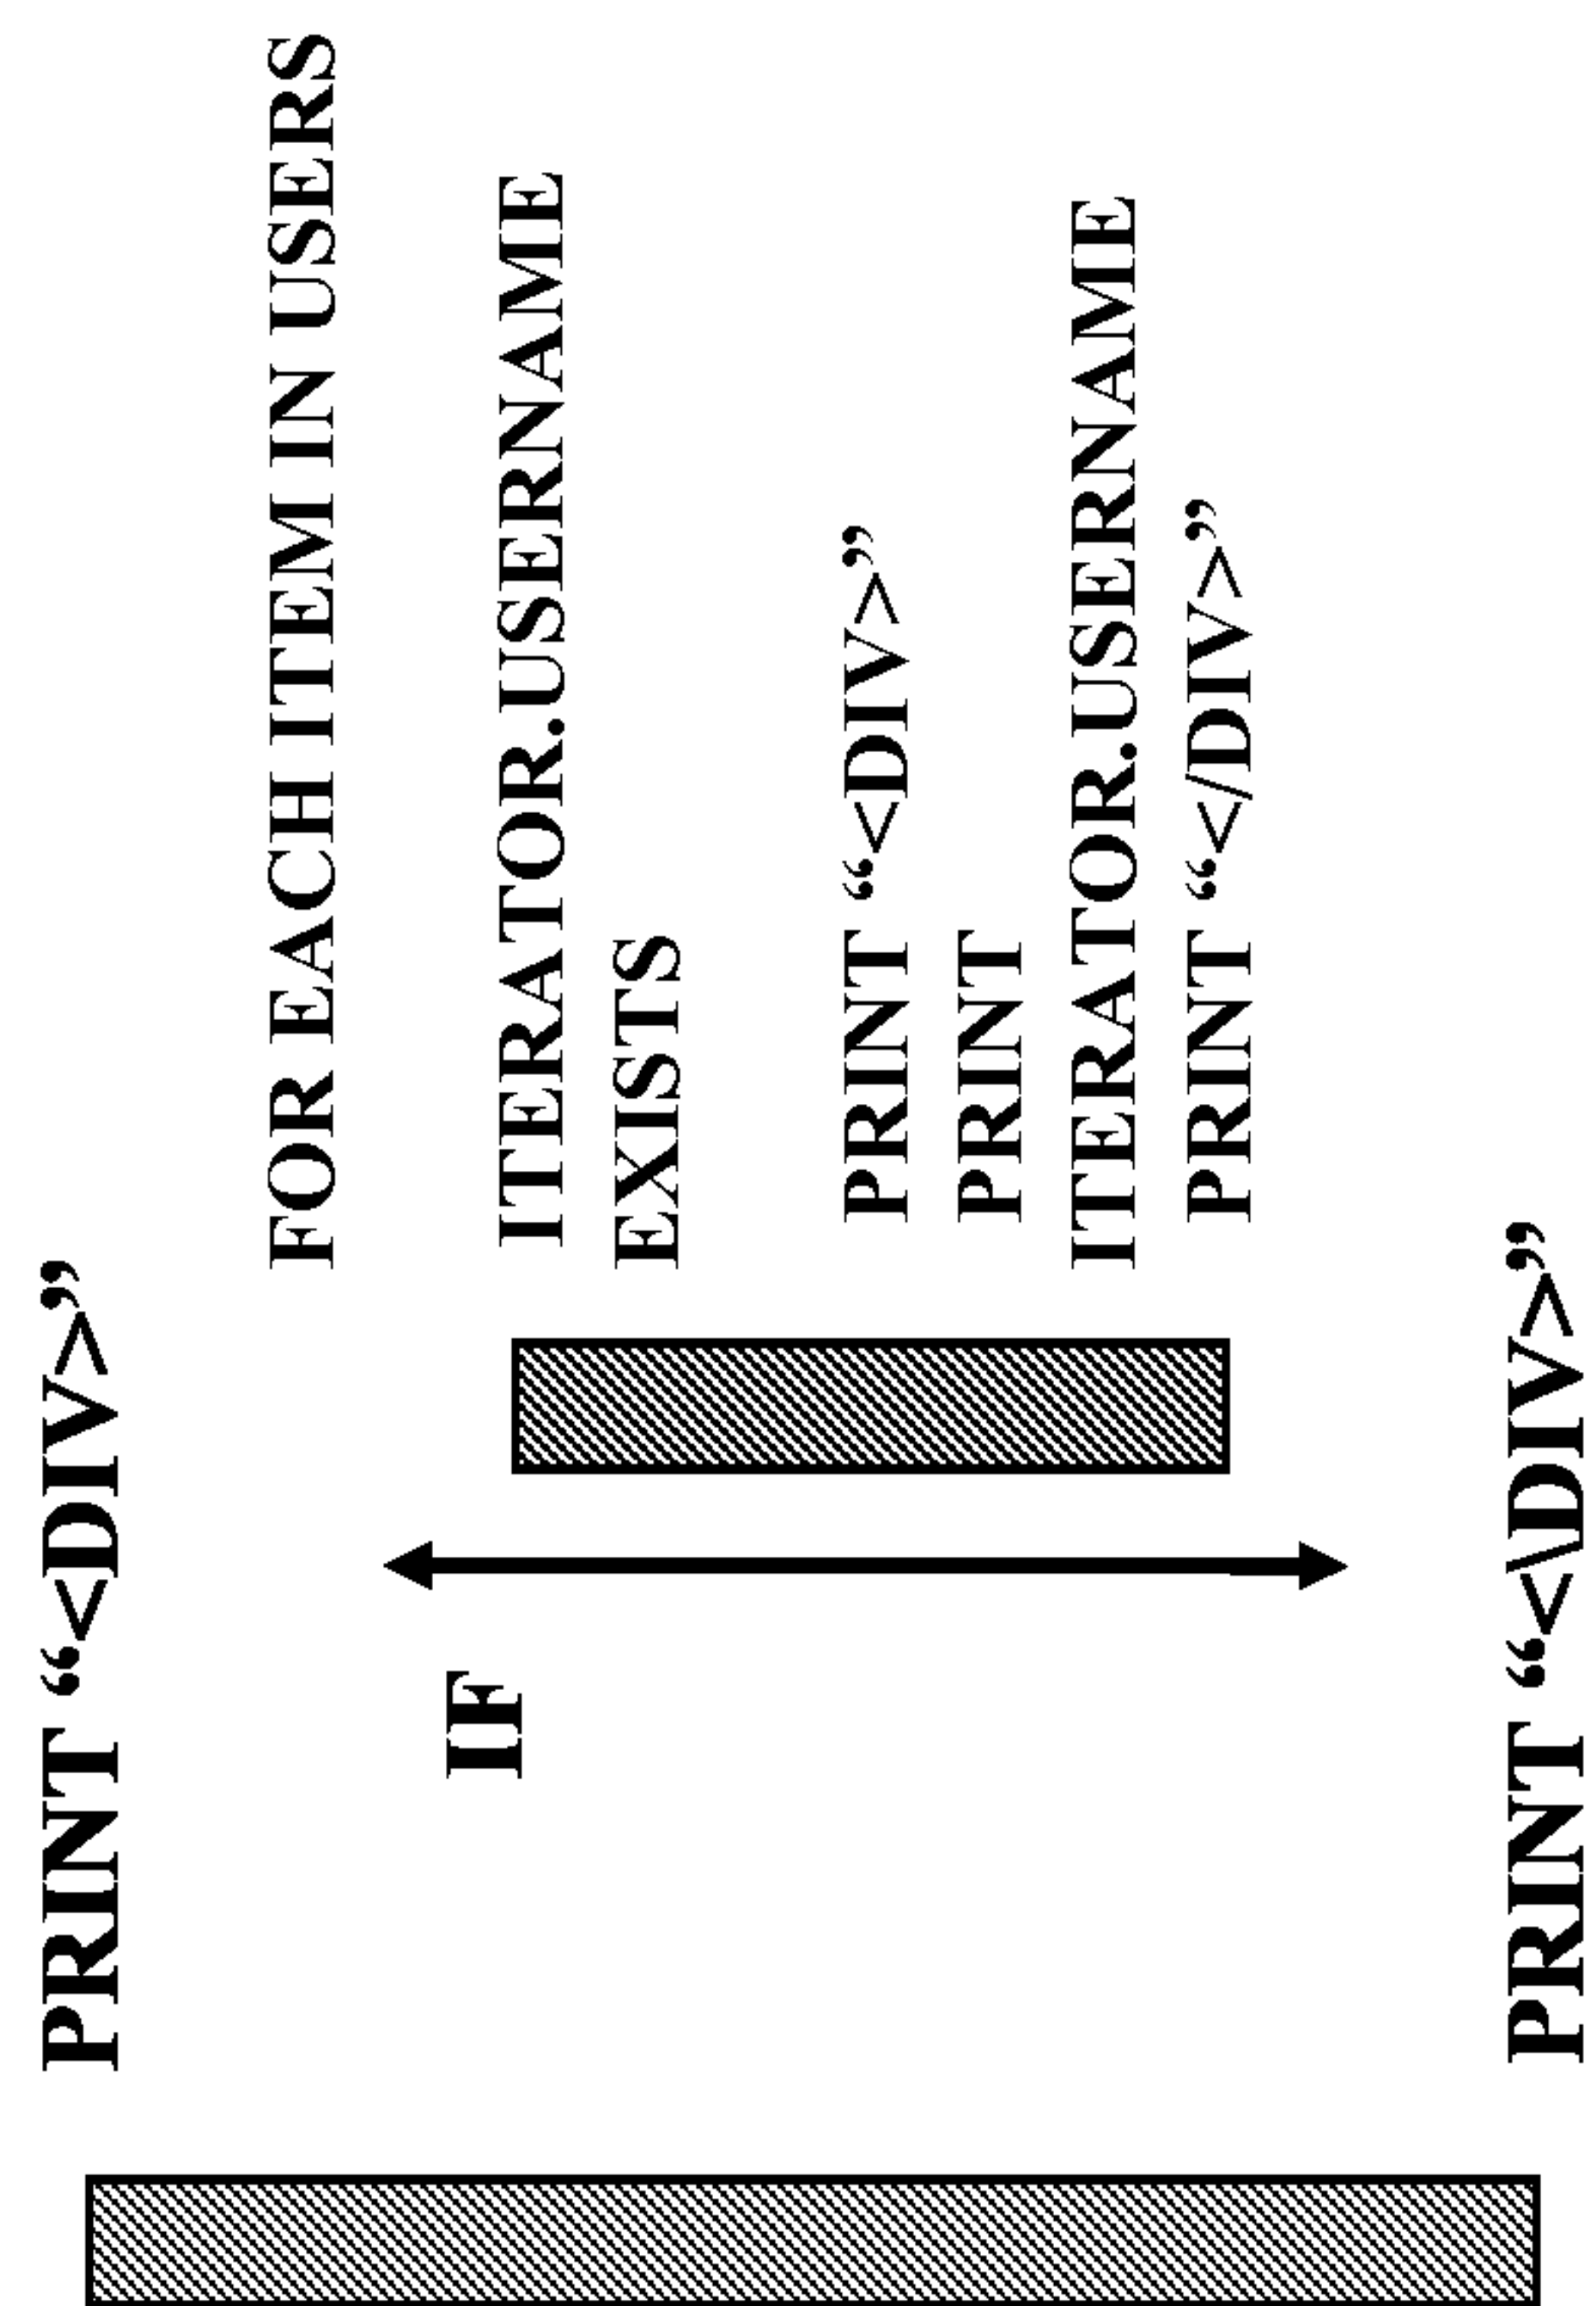 PRINT “<DIV>”
FOR EACH ITEM IN USERS
IF
ITERATOR.USERNAME
EXISTS
PRINT “<DIV>”
PRINT
ITERATOR.USERNAME
PRINT “</DIV>”
PRINT “<\DIV>”